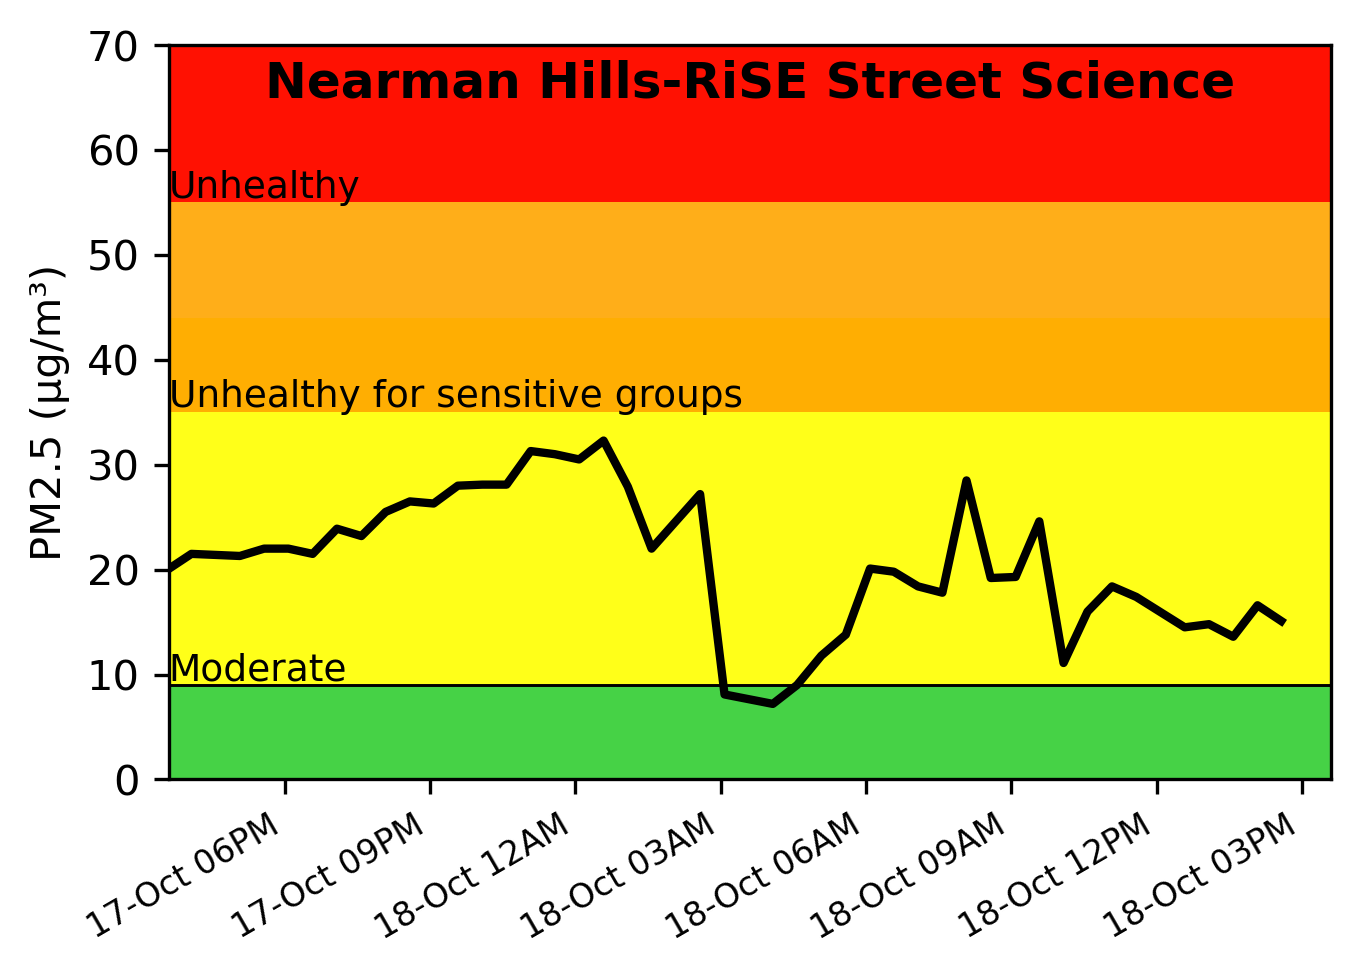 Nearman Hills-RiSE Street Science
PM2.5 (µg/m³)
70
60
50
40
30
20
10
0
Unhealthy
Unhealthy for sensitive groups
Moderate
17-Oct 06PM
17-Oct 09PM
18-Oct 12AM
18-Oct 03AM
18-Oct 06AM
18-Oct 09AM
18-Oct 12PM
18-Oct 03PM